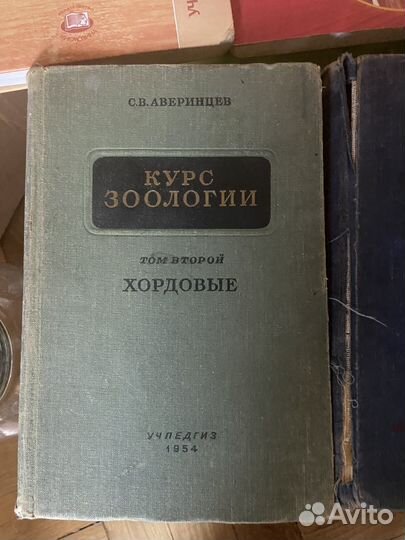 С.В.АВЕРИНЦЕВ
КУРС
ЗООЛОГИИ
ТОМ ВТОРОЙ
ХОРДОВЫЕ
УЧПЕДГИЗ
1954
Avito